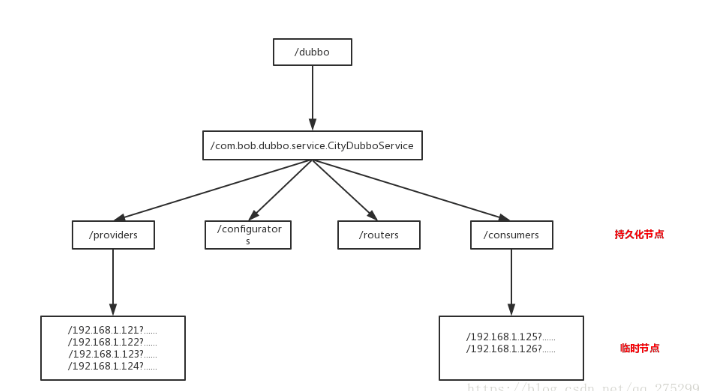 /dubbo
/com.bob.dubbo.service.CityDubboService
/providers
/configurator
s
/routers
/consumers
持久化节点
/192.168.1.121?......
/192.168.1.122?......
/192.168.1.123?......
/192.168.1.124?......
/192.168.1.125?......
/192.168.1.126?......
临时节点